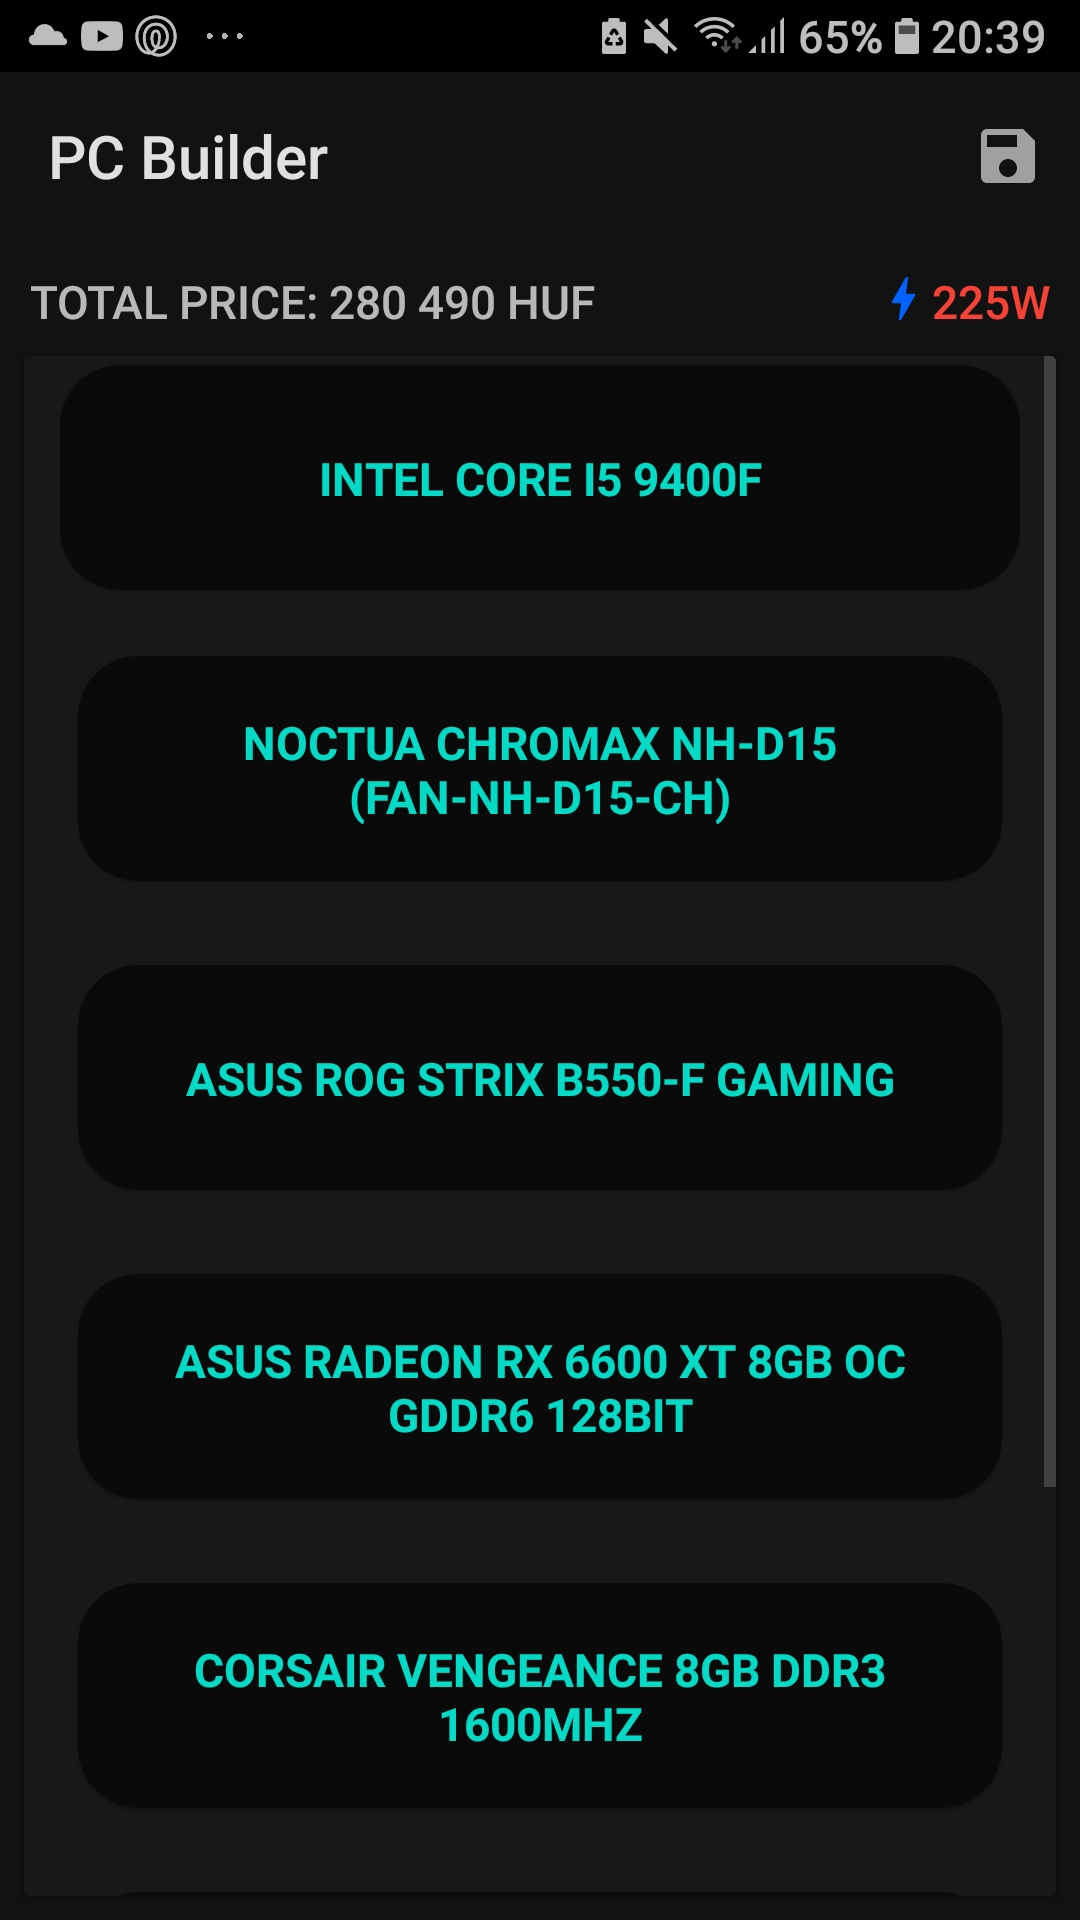 65% 20:39
PC Builder
TOTAL PRICE: 280 490 HUF 225W
INTEL CORE I5 9400F
NOCTUA CHROMAX NH-D15
(FAN-NH-D15-CH)
ASUS ROG STRIX B550-F GAMING
ASUS RADEON RX 6600 XT 8GB OC
GDDR6 128BIT
CORSAIR VENGEANCE 8GB DDR3
1600MHZ